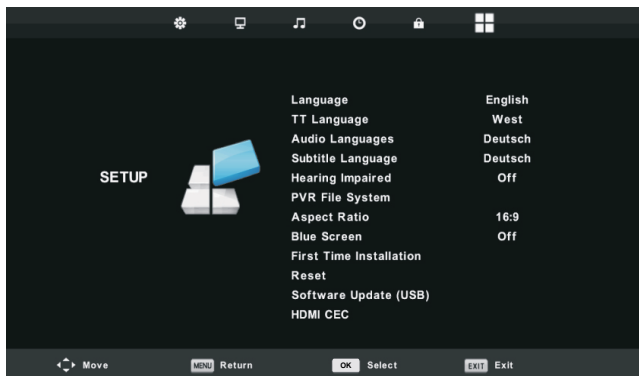 SETUP
Language English
TT Language West
Audio Languages Deutsch
Subtitle Language Deutsch
Hearing Impaired Off
PVR File System
Aspect Ratio 16:9
Blue Screen Off
First Time Installation
Reset
Software Update (USB)
HDMI CEC
Move MENU Return OK Select EXIT Exit